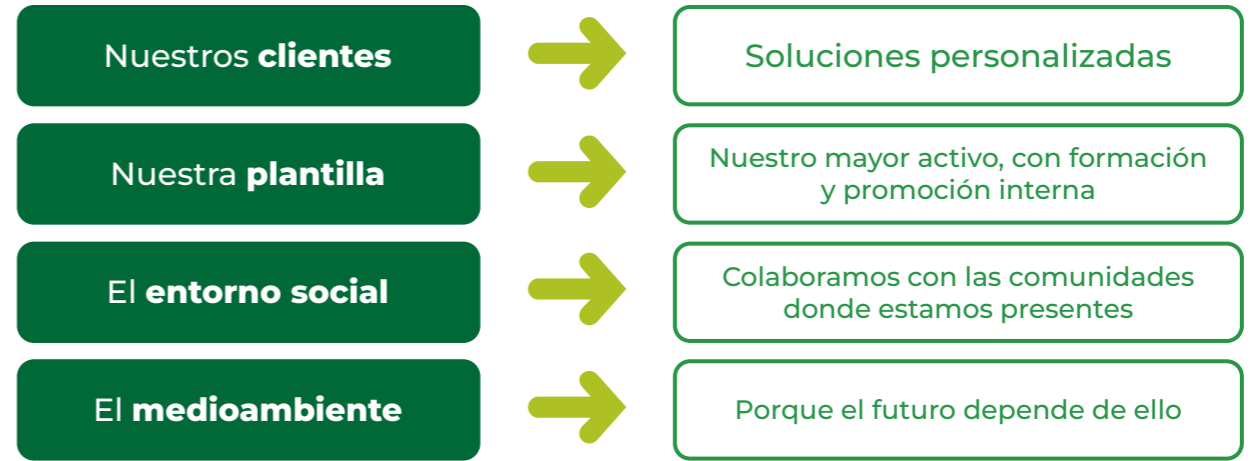 Nuestros clientes
Soluciones personalizadas
Nuestra plantilla
Nuestro mayor activo, con formación
y promoción interna
El entorno social
Colaboramos con las comunidades
donde estamos presentes
El medioambiente
Porque el futuro depende de ello